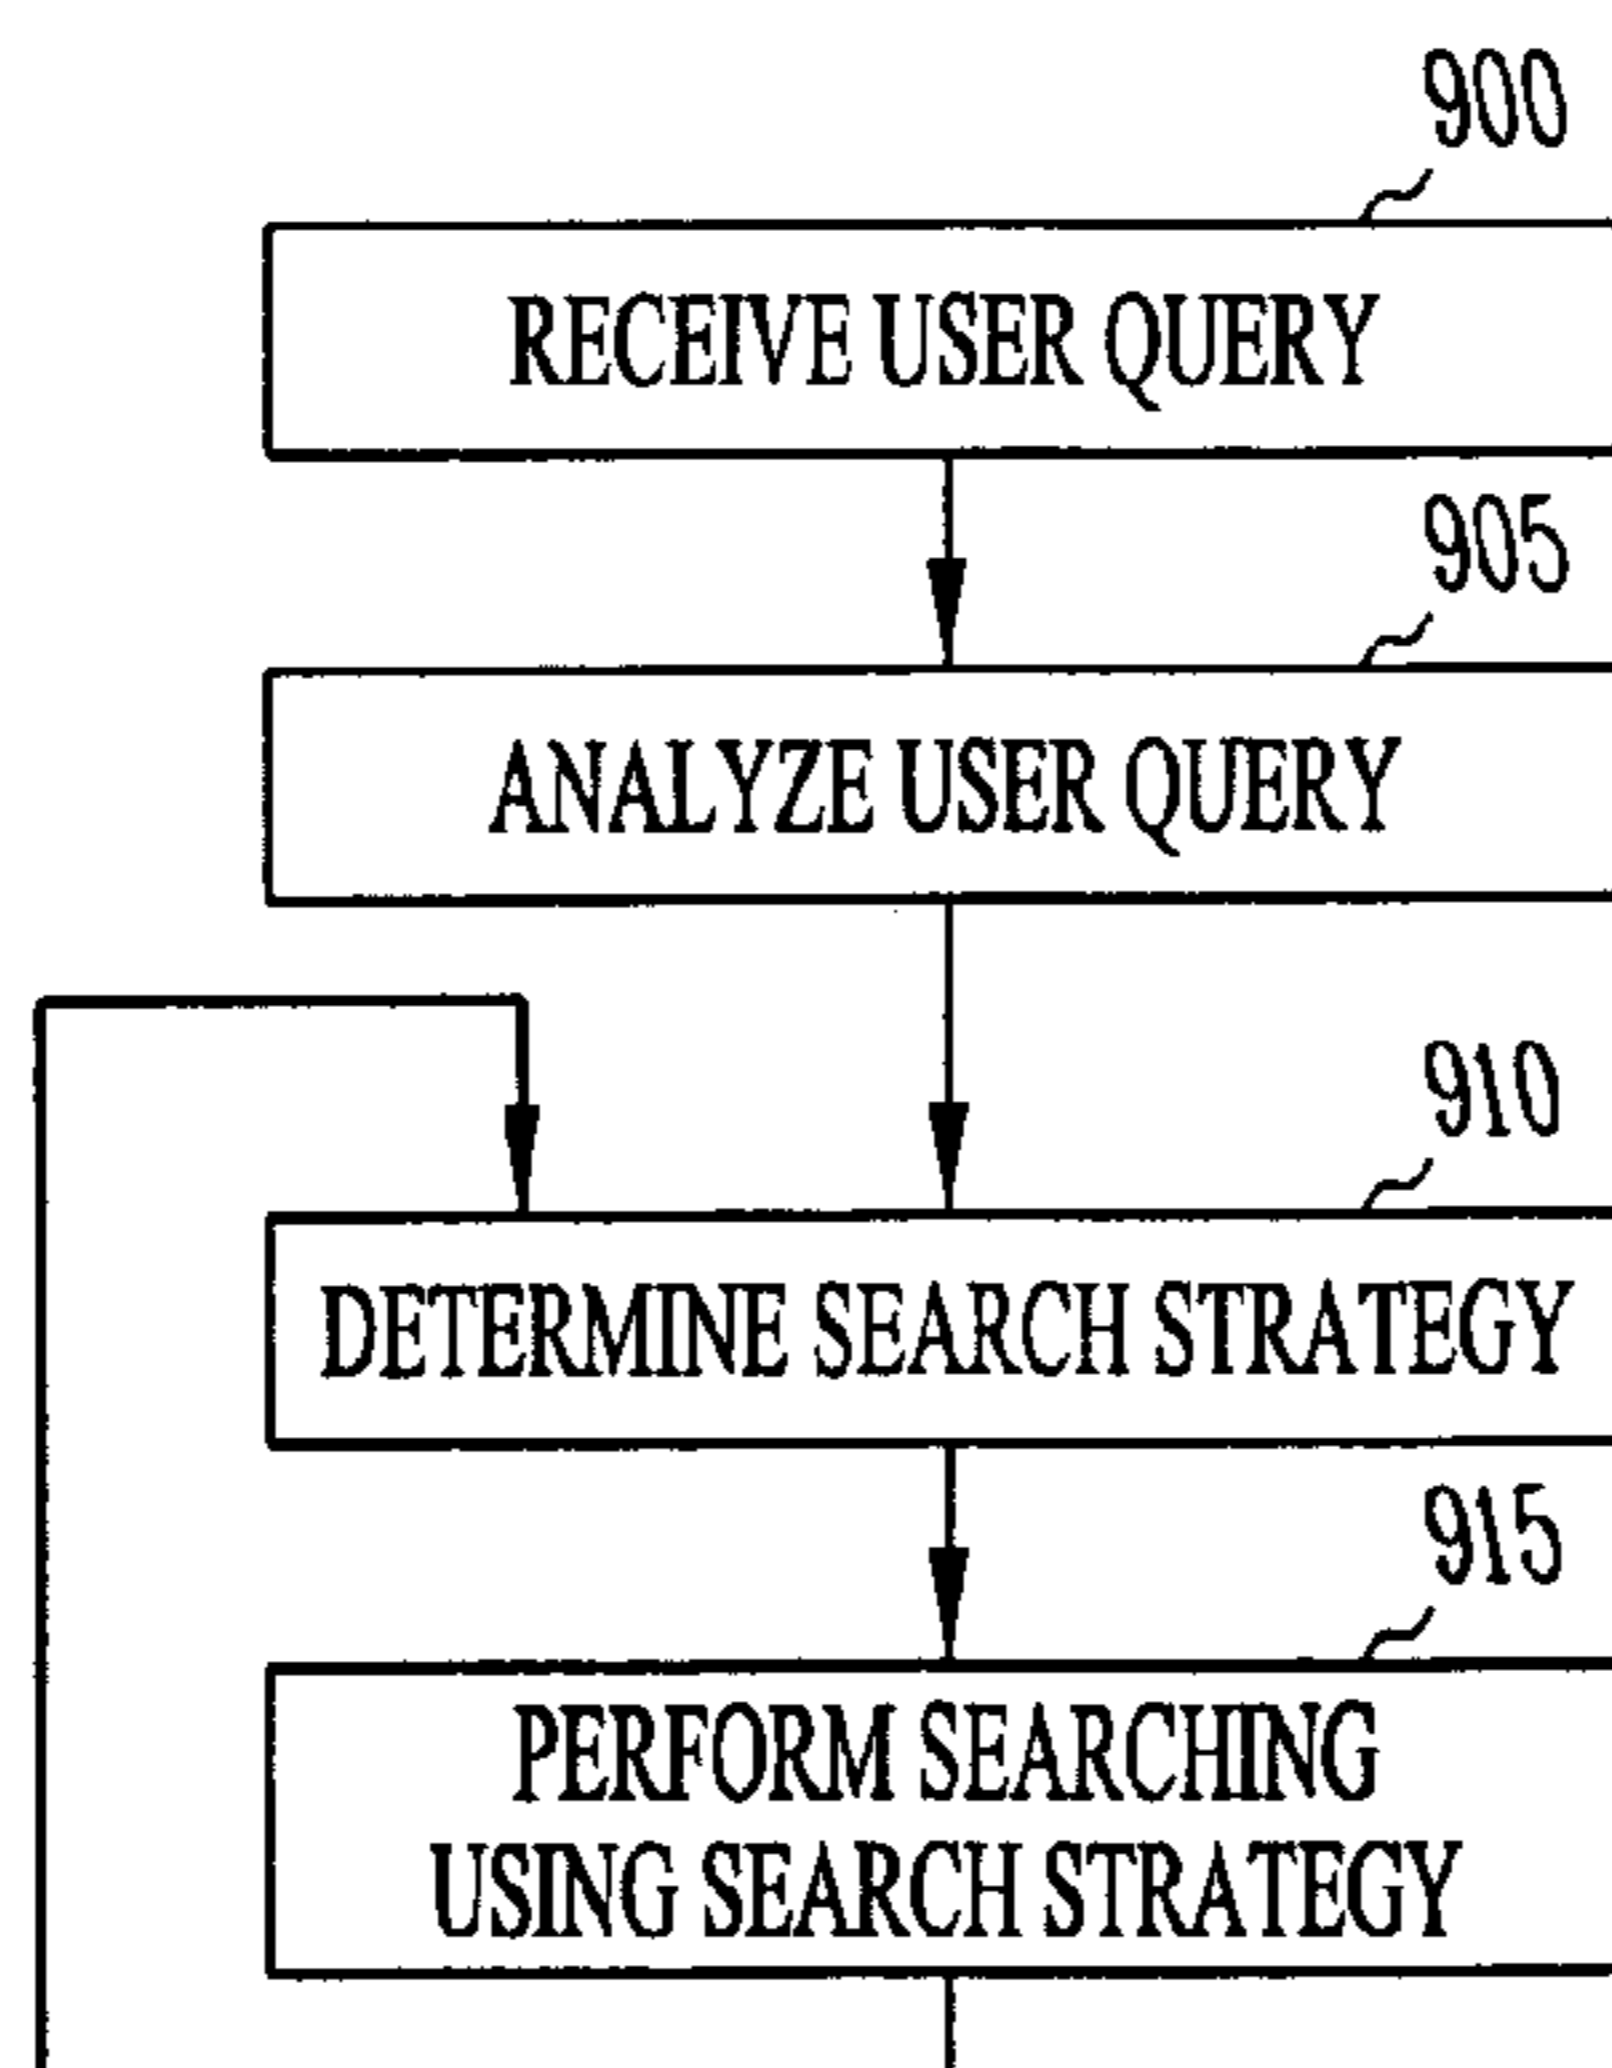 900
RECEIVE USER QUERY
905
ANALYZE USER QUERY
910
DETERMINE SEARCH STRATEGY
915
PERFORM SEARCHING
USING SEARCH STRATEGY